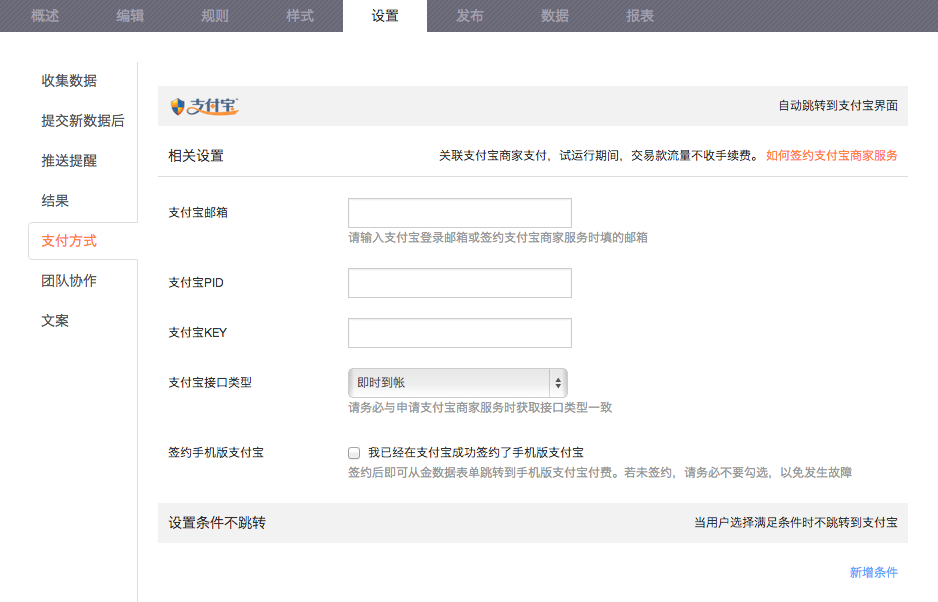 概述 编辑 规则 样式 设置 发布 数据 报表
收集数据
提交新数据后
推送提醒
结果
支付方式
团队协作
文案
支付宝 自动跳转到支付宝界面
相关设置 关联支付宝商家支付，试运行期间，交易款流量不收手续费。 如何签约支付宝商家服务
支付宝邮箱
请输入支付宝登录邮箱或签约支付宝商家服务时填的邮箱
支付宝PID
支付宝KEY
支付宝接口类型 即时到帐
请务必与申请支付宝商家服务时获取接口类型一致
签约手机版支付宝 我已经在支付宝成功签约了手机版支付宝
签约后即可从金数据表单跳转到手机版支付宝付费。若未签约，请务必不要勾选，以免发生故障
设置条件不跳转 当用户选择满足条件时不跳转到支付宝
新增条件